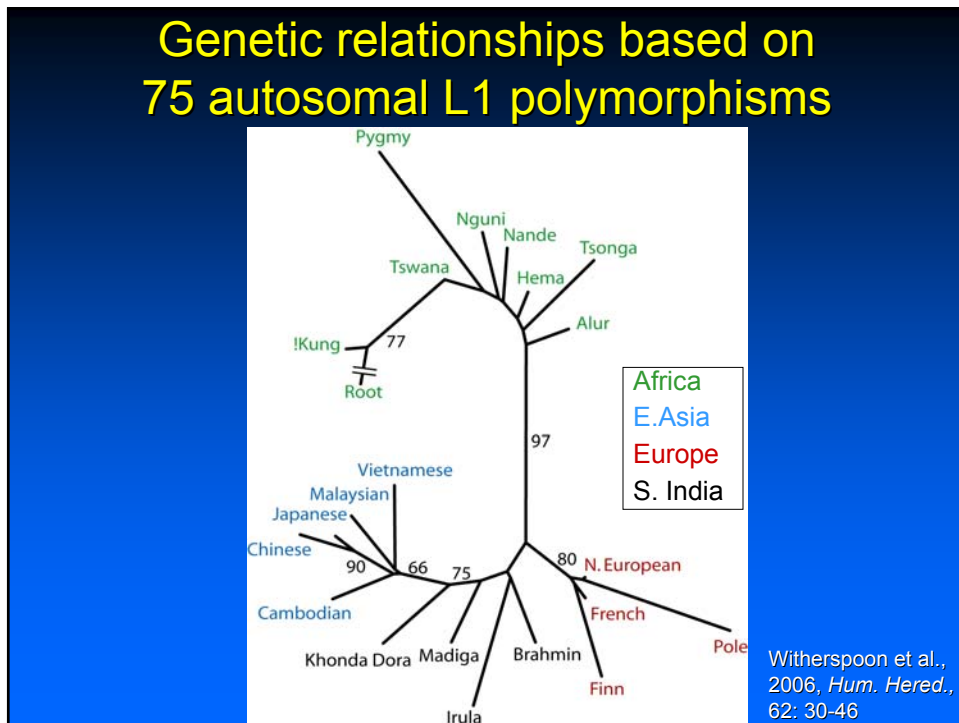 Genetic relationships based on
75 autosomal L1 polymorphisms
Pygmy
Nguni
Nande
Tsonga
Tswana
Hema
Alur
!Kung
77
Root
Africa
E.Asia
Europe
S. India
97
Vietnamese
Malaysian
Japanese
Chinese
90
66
75
80
N. European
Cambodian
French
Khonda Dora
Madiga
Brahmin
Pole
Finn
Irula
Witherspoon et al.,
2006, Hum. Hered.,
62: 30-46